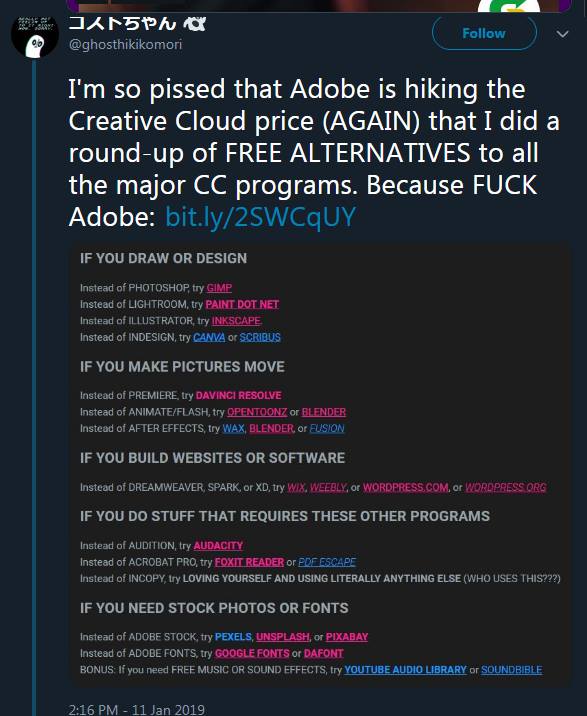 ゴストちゃん
@ghosthikikomori
Follow
I'm so pissed that Adobe is hiking the
Creative Cloud price (AGAIN) that I did a
round-up of FREE ALTERNATIVES to all
the major CC programs. Because FUCK
Adobe: bit.ly/2SWCqUY
IF YOU DRAW OR DESIGN
Instead of PHOTOSHOP, try GIMP
Instead of LIGHTROOM, try PAINT DOT NET
Instead of ILLUSTRATOR, try INKSCAPE.
Instead of INDESIGN, try CANVA or SCRIBUS
IF YOU MAKE PICTURES MOVE
Instead of PREMIERE, try DAVINCI RESOLVE
Instead of ANIMATE/FLASH, try OPENTOONZ or BLENDER
Instead of AFTER EFFECTS, try WAX, BLENDER, or FUSION
IF YOU BUILD WEBSITES OR SOFTWARE
Instead of DREAMWEAVER, SPARK, or XD, try WIX, WEEBLY, or WORDPRESS.COM, or WORDPRESS.ORG
IF YOU DO STUFF THAT REQUIRES THESE OTHER PROGRAMS
Instead of AUDITION, try AUDACITY
Instead of ACROBAT PRO, try FOXIT READER or PDF ESCAPE
Instead of INCOPY, try LOVING YOURSELF AND USING LITERALLY ANYTHING ELSE (WHO USES THIS???)
IF YOU NEED STOCK PHOTOS OR FONTS
Instead of ADOBE STOCK, try PEXELS, UNSPLASH, or PIXABAY
Instead of ADOBE FONTS, try GOOGLE FONTS or DAFONT
BONUS: If you need FREE MUSIC OR SOUND EFFECTS, try YOUTUBE AUDIO LIBRARY or SOUNDBIBLE
2:16 PM - 11 Jan 2019